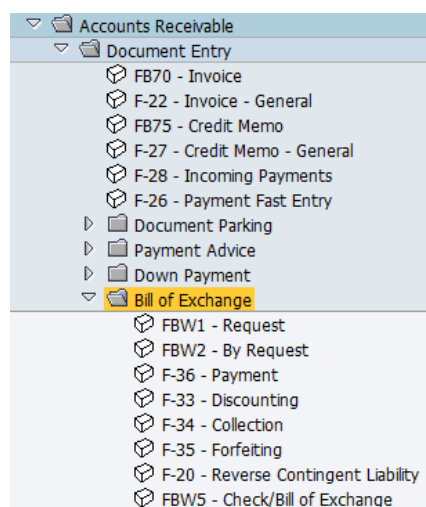 Accounts Receivable
Document Entry
FB70 - Invoice
F-22 - Invoice - General
FB75 - Credit Memo
F-27 - Credit Memo - General
F-28 - Incoming Payments
F-26 - Payment Fast Entry
Document Parking
Payment Advice
Down Payment
Bill of Exchange
FBW1 - Request
FBW2 - By Request
F-36 - Payment
F-33 - Discounting
F-34 - Collection
F-35 - Forfeiting
F-20 - Reverse Contingent Liability
FBW5 - Check/Bill of Exchange